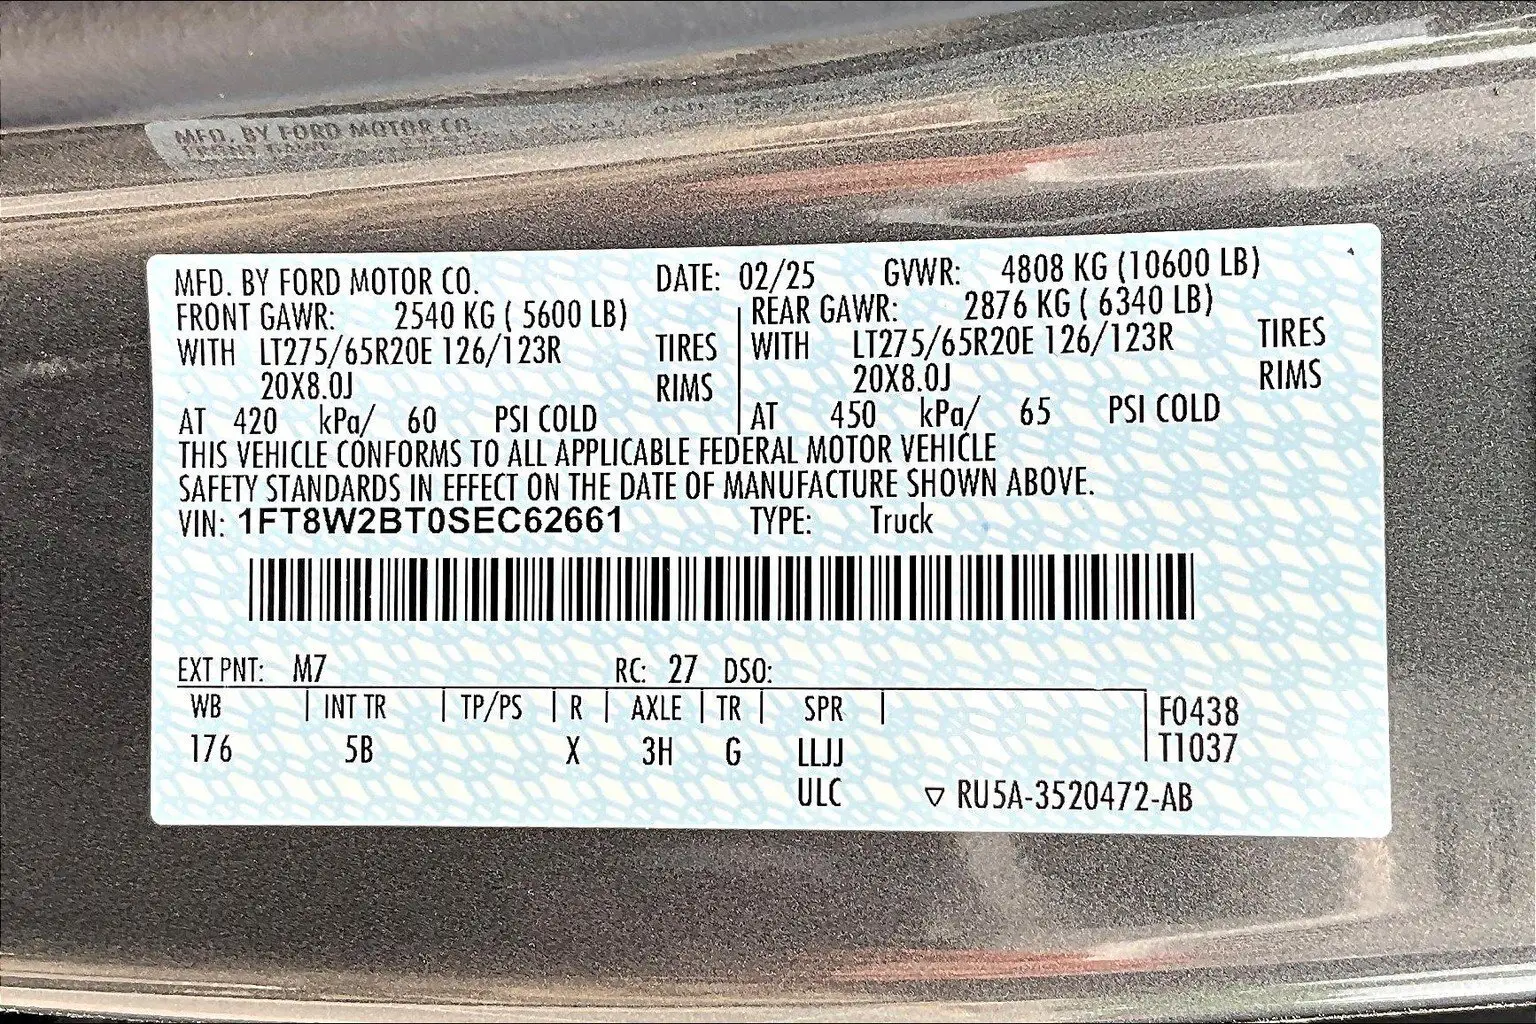 MFD. BY FORD MOTOR CO.
MFD. BY FORD MOTOR CO. DATE: 02/25 GVWR: 4808 KG (10600 LB)
FRONT GAWR: 2540 KG ( 5600 LB) REAR GAWR: 2876 KG ( 6340 LB)
WITH LT275/65R20E 126/123R TIRES WITH LT275/65R20E 126/123R TIRES
20X8.0J RIMS 20X8.0J RIMS
AT 420 kPa/ 60 PSI COLD AT 450 kPa/ 65 PSI COLD
THIS VEHICLE CONFORMS TO ALL APPLICABLE FEDERAL MOTOR VEHICLE
SAFETY STANDARDS IN EFFECT ON THE DATE OF MANUFACTURE SHOWN ABOVE.
VIN: 1FT8W2BT0SEC62661 TYPE: Truck
EXT PNT: M7 RC: 27 DSO:
WB INT TR TP/PS R AXLE TR SPR F0438
176 5B X 3H G LLJJ T1037
ULC ▽ RU5A-3520472-AB